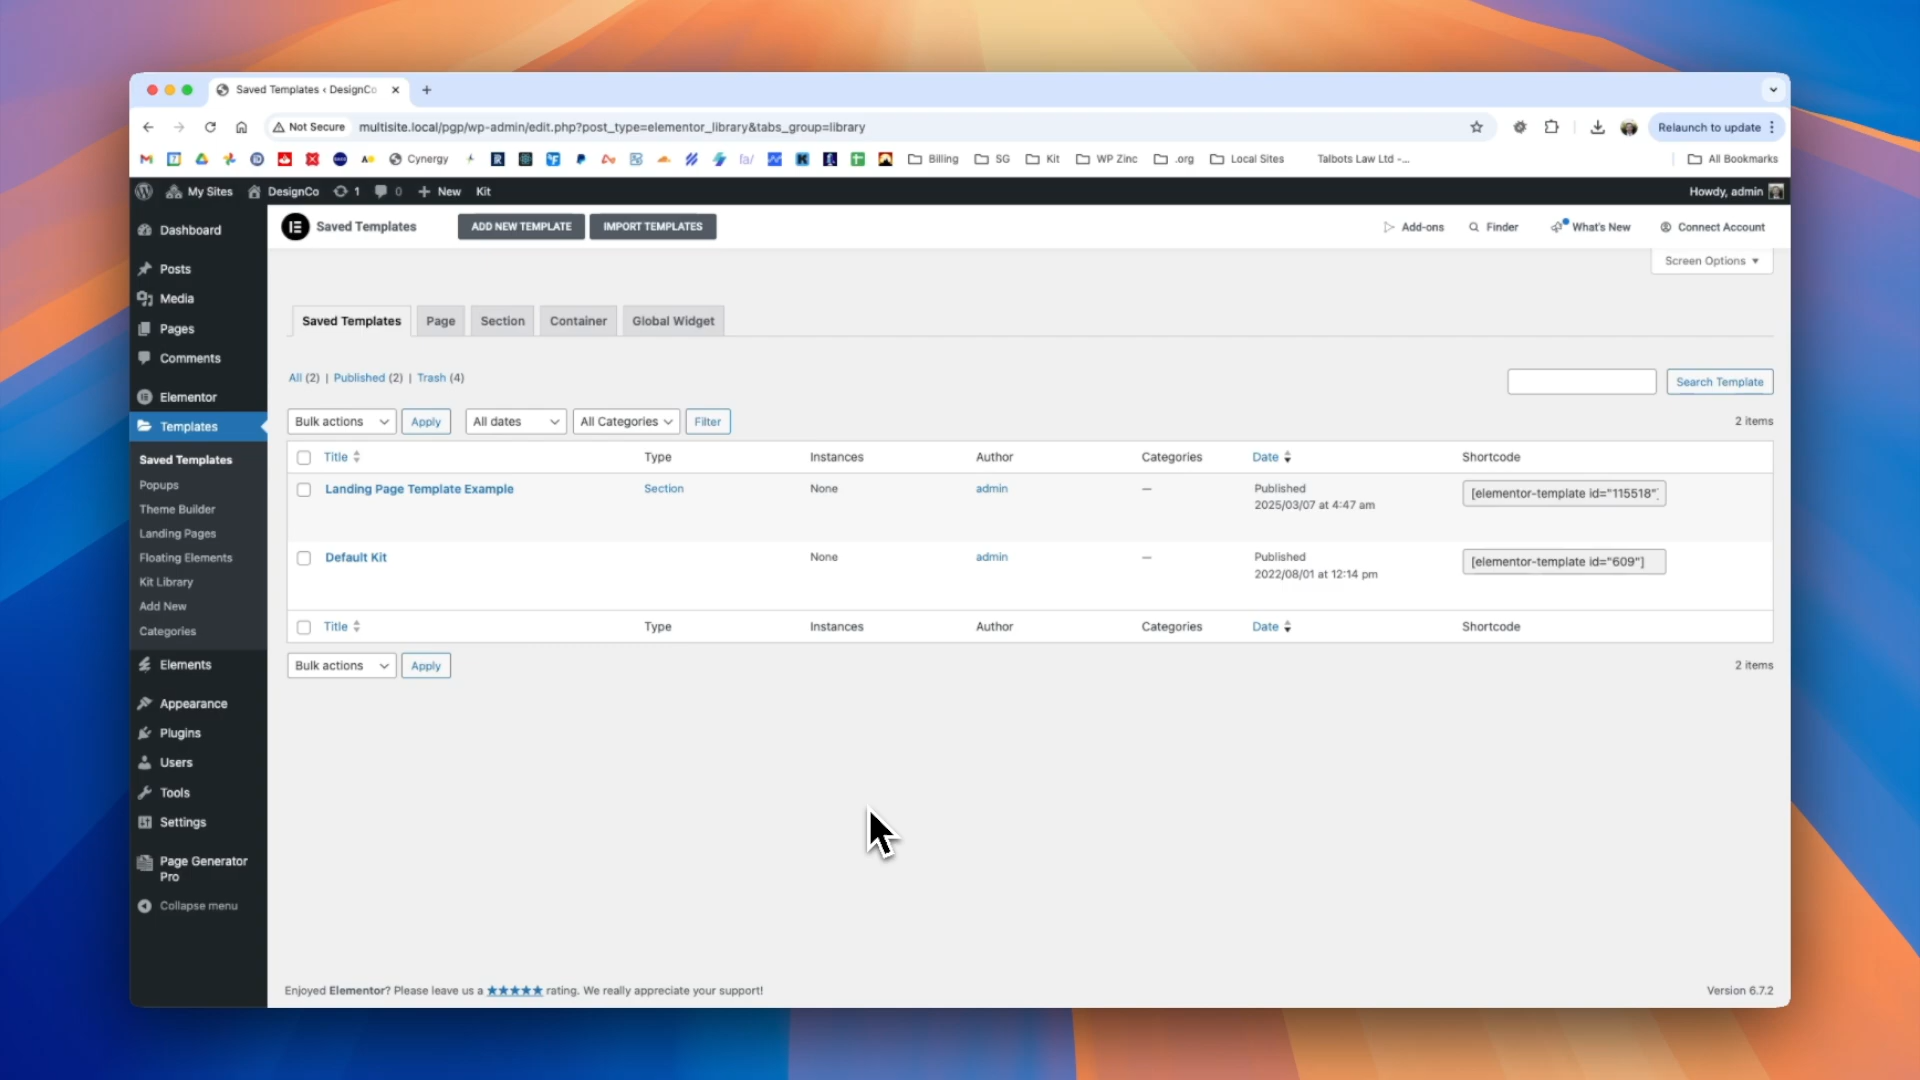 Saved Templates ‹ DesignCo
Not Secure
multisite.local/pgp/wp-admin/edit.php?post_type=elementor_library&tabs_group=library
Relaunch to update
Cynergy
Billing
SG
Kit
WP Zinc
.org
Local Sites
Talbots Law Ltd -...
All Bookmarks
My Sites
DesignCo
1
0
New
Kit
Howdy, admin
Dashboard
Posts
Media
Pages
Comments
Elementor
Templates
Saved Templates
Popups
Theme Builder
Landing Pages
Floating Elements
Kit Library
Add New
Categories
Elements
Appearance
Plugins
Users
Tools
Settings
Page Generator
Pro
Collapse menu
Saved Templates
ADD NEW TEMPLATE
IMPORT TEMPLATES
Add-ons
Finder
What's New
Connect Account
Screen Options
Saved Templates
Page
Section
Container
Global Widget
All (2) | Published (2) | Trash (4)
Search Template
Bulk actions
Apply
All dates
All Categories
Filter
2 items
Title
Type
Instances
Author
Categories
Date
Shortcode
Landing Page Template Example
Section
None
admin
—
Published
2025/03/07 at 4:47 am
[elementor-template id="115518"]
Default Kit
None
admin
—
Published
2022/08/01 at 12:14 pm
[elementor-template id="609"]
Title
Type
Instances
Author
Categories
Date
Shortcode
Bulk actions
Apply
2 items
Enjoyed Elementor? Please leave us a ★★★★★ rating. We really appreciate your support!
Version 6.7.2